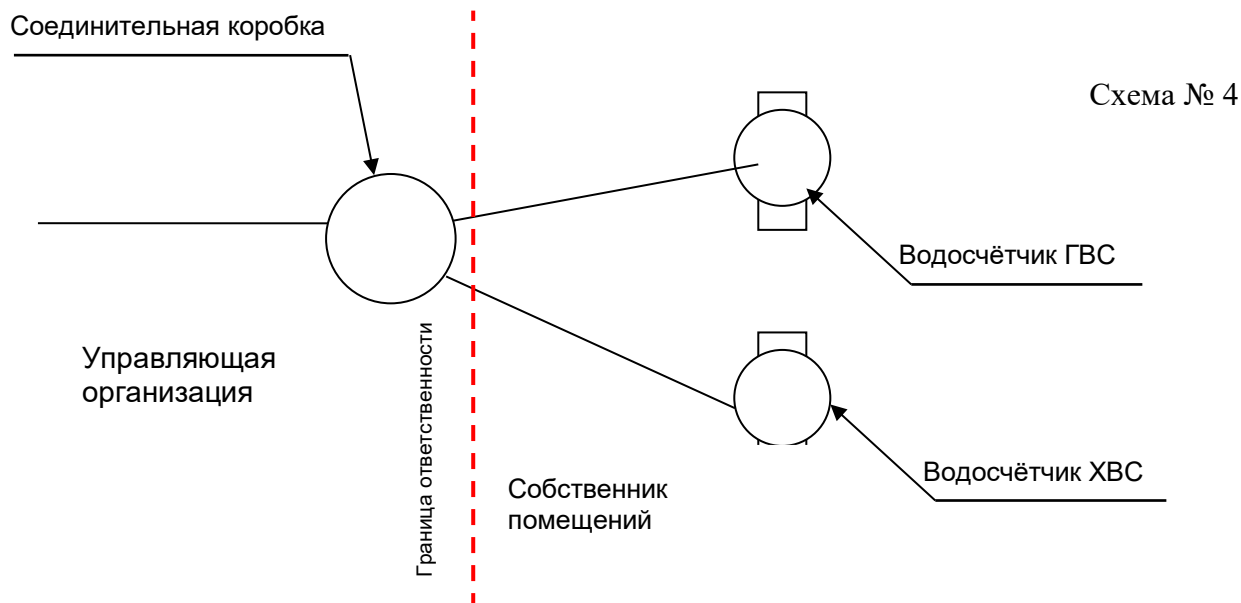 Соединительная коробка
Схема № 4
Водосчётчик ГВС
Управляющая
организация
Граница ответственности
Водосчётчик ХВС
Собственник
помещений